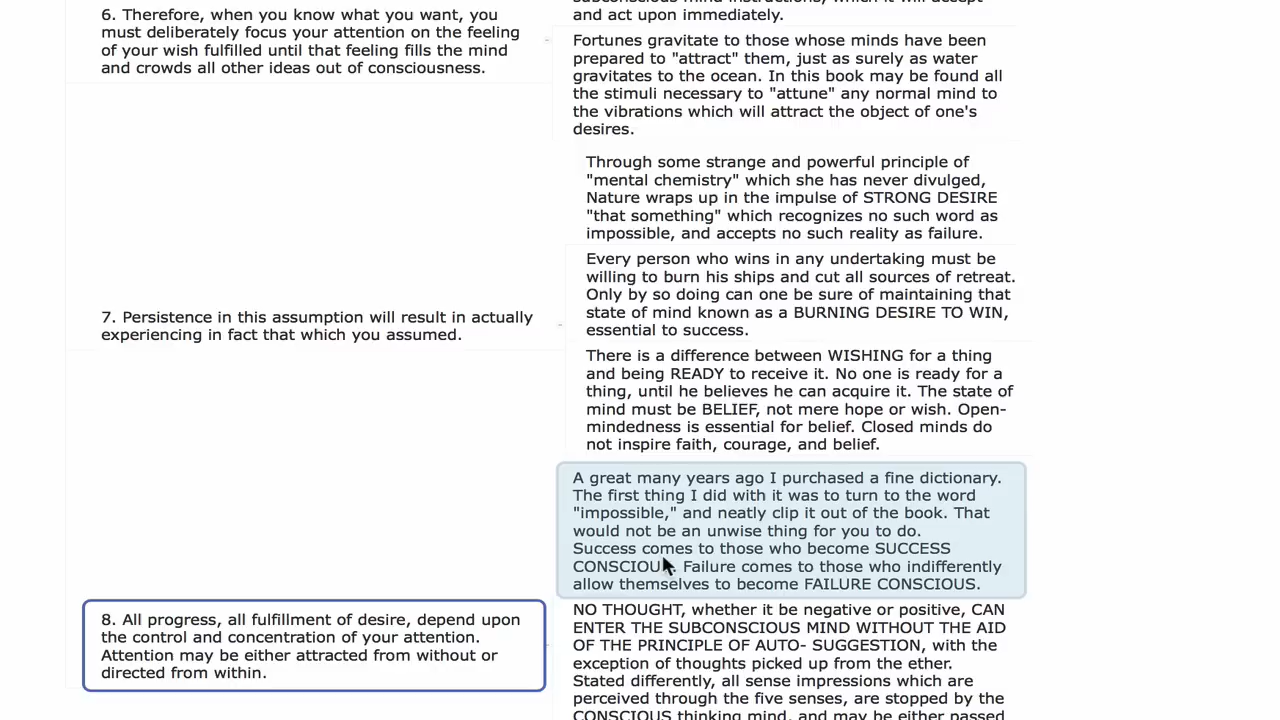 6. Therefore, when you know what you want, you
must deliberately focus your attention on the feeling
of your wish fulfilled until that feeling fills the mind
and crowds all other ideas out of consciousness.
7. Persistence in this assumption will result in actually
experiencing in fact that which you assumed.
8. All progress, all fulfillment of desire, depend upon
the control and concentration of your attention.
Attention may be either attracted from without or
directed from within.
and act upon immediately.
Fortunes gravitate to those whose minds have been
prepared to "attract" them, just as surely as water
gravitates to the ocean. In this book may be found all
the stimuli necessary to "attune" any normal mind to
the vibrations which will attract the object of one's
desires.
Through some strange and powerful principle of
"mental chemistry" which she has never divulged,
Nature wraps up in the impulse of STRONG DESIRE
"that something" which recognizes no such word as
impossible, and accepts no such reality as failure.
Every person who wins in any undertaking must be
willing to burn his ships and cut all sources of retreat.
Only by so doing can one be sure of maintaining that
state of mind known as a BURNING DESIRE TO WIN,
essential to success.
There is a difference between WISHING for a thing
and being READY to receive it. No one is ready for a
thing, until he believes he can acquire it. The state of
mind must be BELIEF, not mere hope or wish. Open-
mindedness is essential for belief. Closed minds do
not inspire faith, courage, and belief.
A great many years ago I purchased a fine dictionary.
The first thing I did with it was to turn to the word
"impossible," and neatly clip it out of the book. That
would not be an unwise thing for you to do.
Success comes to those who become SUCCESS
CONSCIOUS. Failure comes to those who indifferently
allow themselves to become FAILURE CONSCIOUS.
NO THOUGHT, whether it be negative or positive, CAN
ENTER THE SUBCONSCIOUS MIND WITHOUT THE AID
OF THE PRINCIPLE OF AUTO- SUGGESTION, with the
exception of thoughts picked up from the ether.
Stated differently, all sense impressions which are
perceived through the five senses, are stopped by the
CONSCIOUS thinking mind, and may be either passed